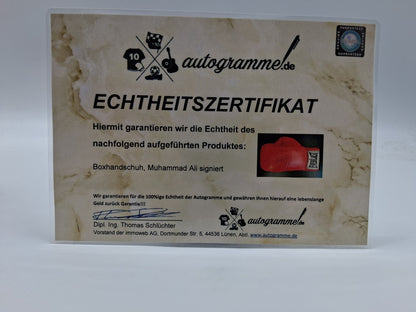 10
autogramme.de
ECHTHEITSZERTIFIKAT
Hiermit garantieren wir die Echtheit des
nachfolgend aufgeführten Produktes:
Boxhandschuh, Muhammad Ali signiert
Wir garantieren für die 100%ige Echtheit der Autogramme und gewähren Ihnen hierauf eine lebenslange
Geld zurück Garantie!!!
autogramme.de
Dipl. Ing. Thomas Schlüchter
Vorstand der immoweb AG, Dortmunder Str. 5, 44536 Lünen, Abtl. www.autogramme.de